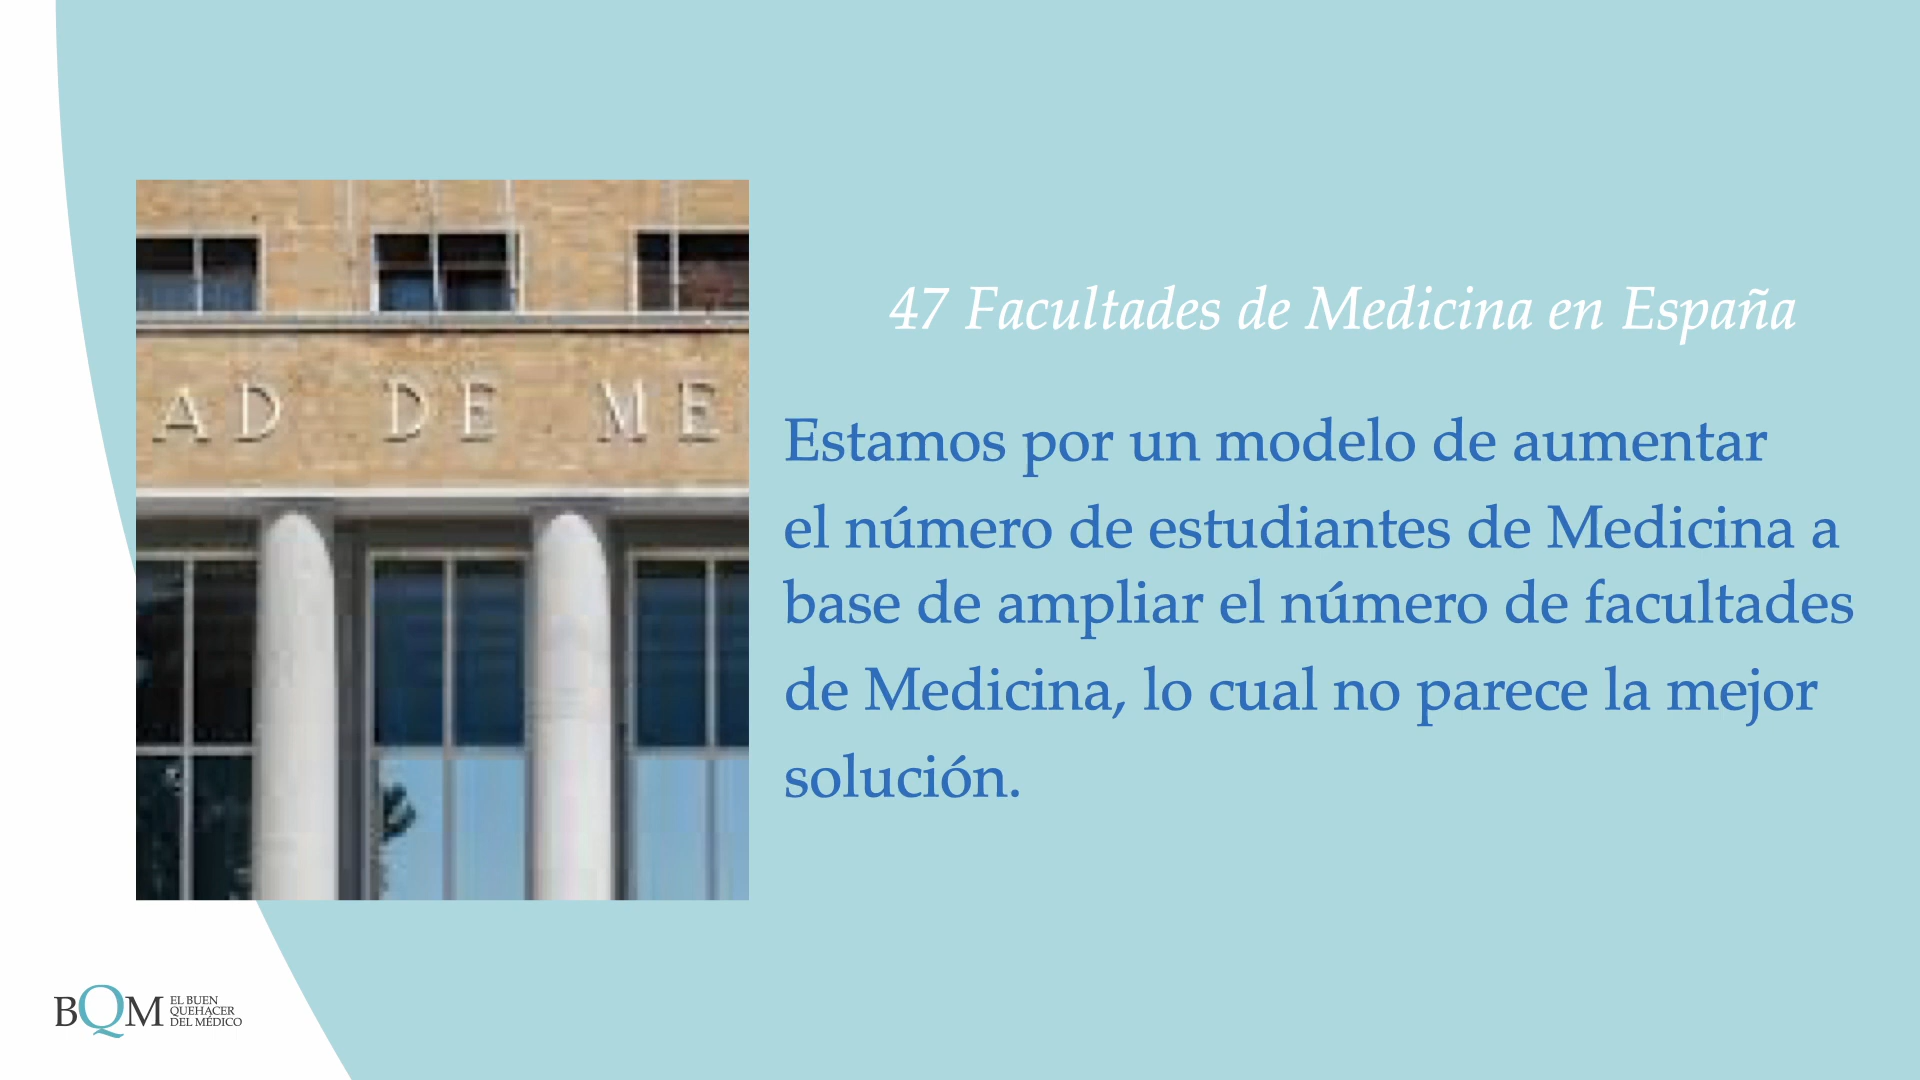 AD DE ME
47 Facultades de Medicina en España
Estamos por un modelo de aumentar
el número de estudiantes de Medicina a
base de ampliar el número de facultades
de Medicina, lo cual no parece la mejor
solución.
BQM EL BUEN
QUEHACER
DEL MÉDICO